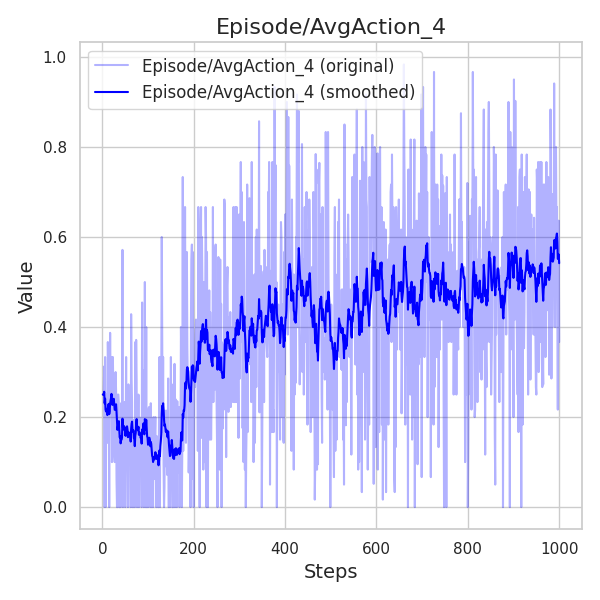 Episode/AvgAction_4
Episode/AvgAction_4 (original)
Episode/AvgAction_4 (smoothed)
Value
1.0
0.8
0.6
0.4
0.2
0.0
0 200 400 600 800 1000
Steps